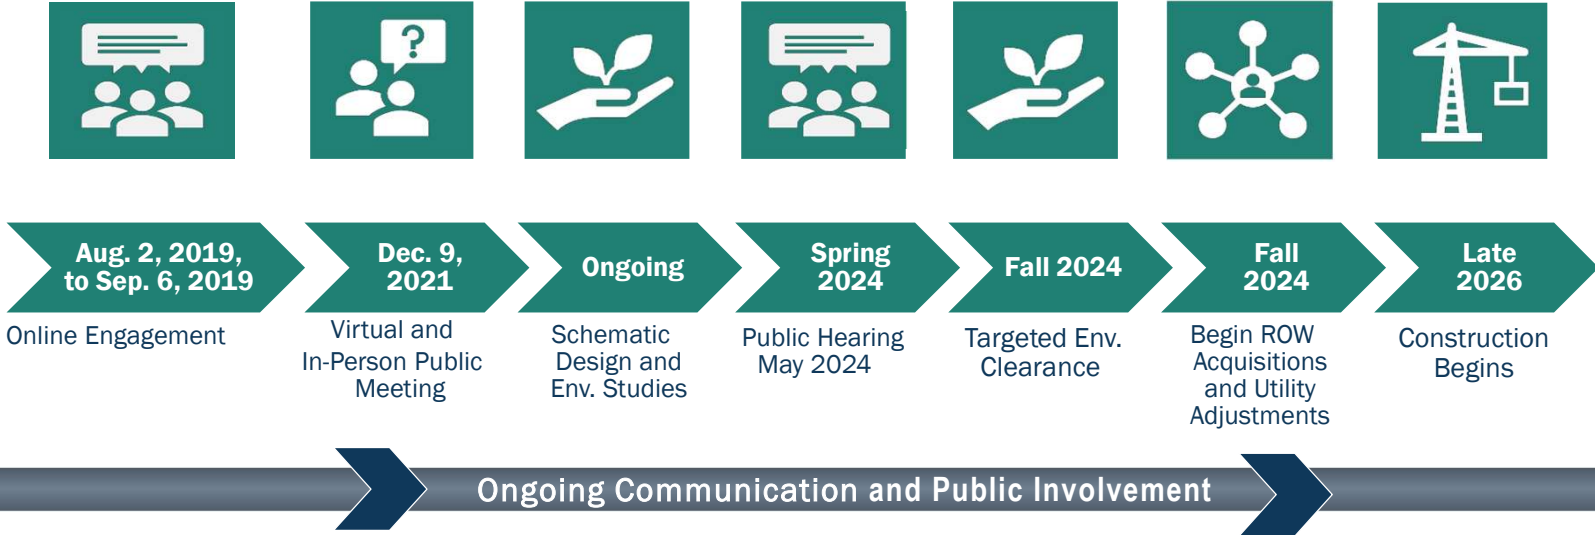 ?
Aug. 2, 2019,
to Sep. 6, 2019
Online Engagement
Dec. 9,
2021
Virtual and
In-Person Public
Meeting
Ongoing
Schematic
Design and
Env. Studies
Spring
2024
Public Hearing
May 2024
Fall 2024
Targeted Env.
Clearance
Fall
2024
Begin ROW
Acquisitions
and Utility
Adjustments
Late
2026
Construction
Begins
Ongoing Communication and Public Involvement